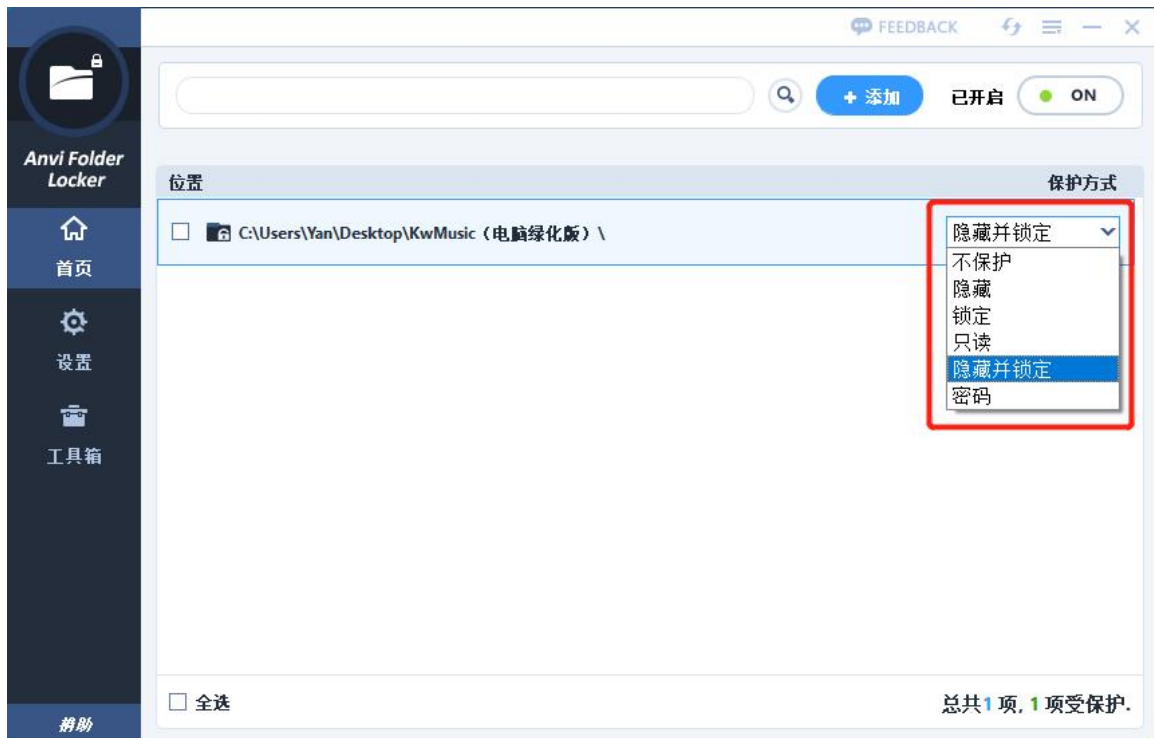 FEEDBACK
+ 添加
已开启
ON
Anvi Folder
Locker
位置
保护方式
首页
C:\Users\Yan\Desktop\KwMusic（电脑绿化版）\
隐藏并锁定
不保护
隐藏
锁定
只读
隐藏并锁定
密码
设置
工具箱
全选
总共1 项, 1 项受保护.